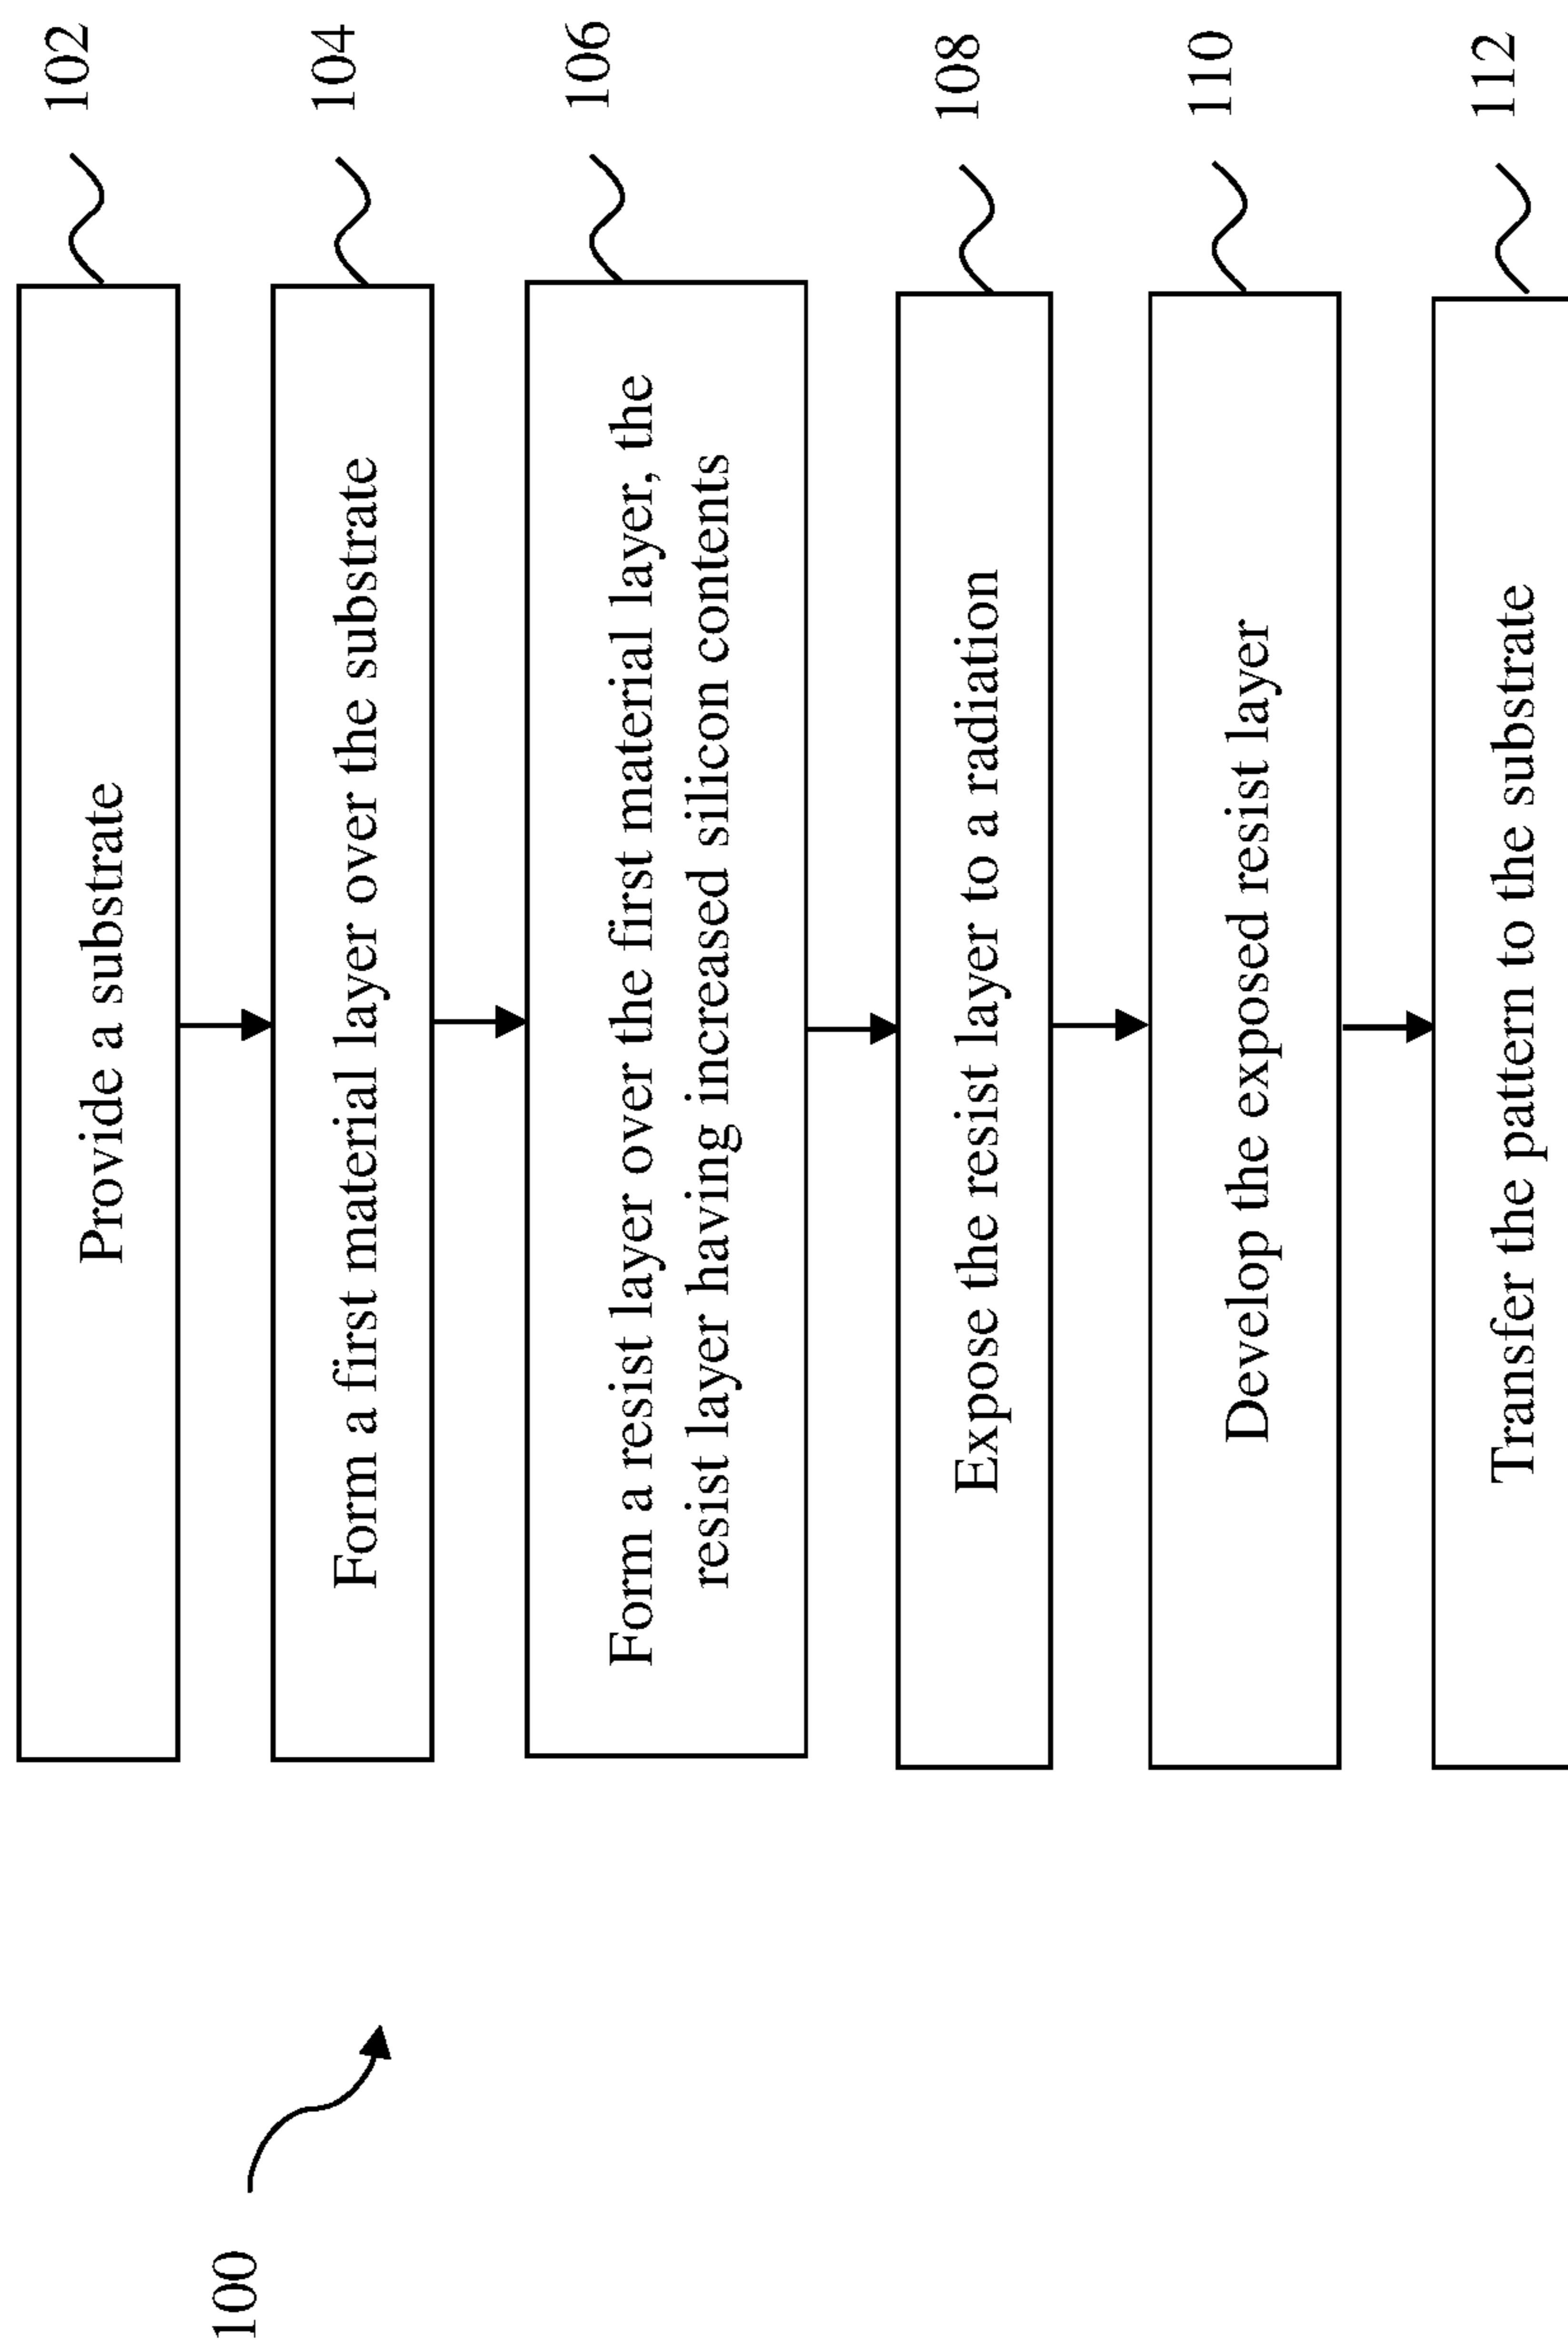 100
Provide a substrate
102
Form a first material layer over the substrate
104
Form a resist layer over the first material layer, the
resist layer having increased silicon contents
106
Expose the resist layer to a radiation
108
Develop the exposed resist layer
110
Transfer the pattern to the substrate
112